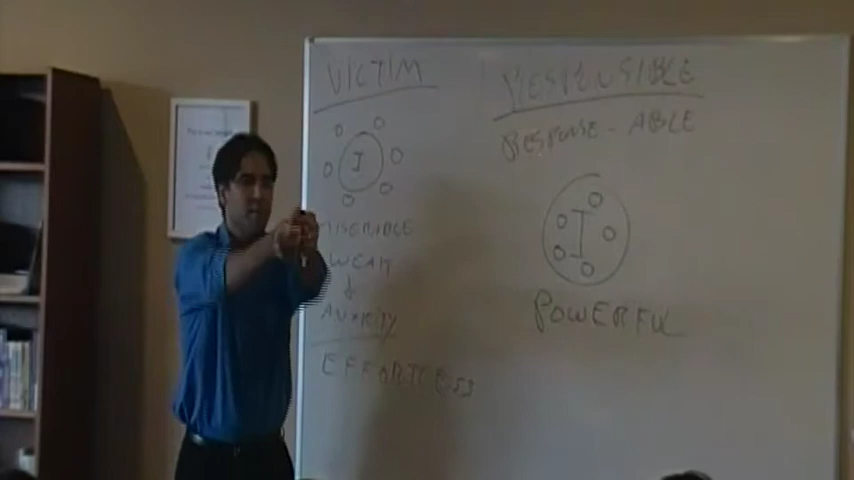 VICTIM
I
MISERABLE
WEAK
ANXIETY
EFFORTLESS
RESPONSIBLE
RESPONSE-ABLE
I
POWERFUL